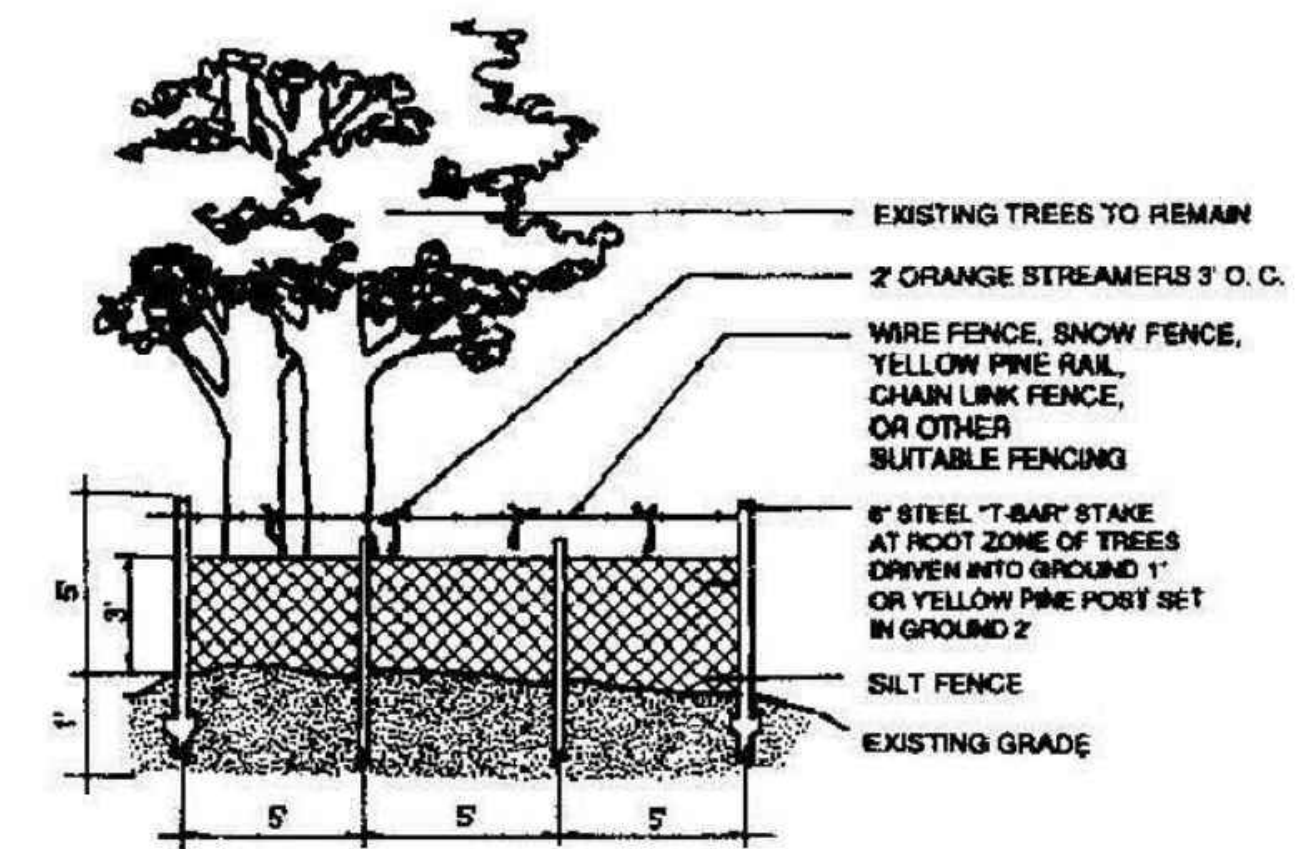 EXISTING TREES TO REMAIN
2' ORANGE STREAMERS 3' O. C.
WIRE FENCE, SNOW FENCE,
YELLOW PINE RAIL,
CHAIN LINK FENCE,
OR OTHER
SUITABLE FENCING
6' STEEL "T-BAR" STAKE
AT ROOT ZONE OF TREES
DRIVEN INTO GROUND 1'
OR YELLOW PINE POST SET
IN GROUND 2'
SILT FENCE
EXISTING GRADE
5'
3'
1'
5'
5'
5'